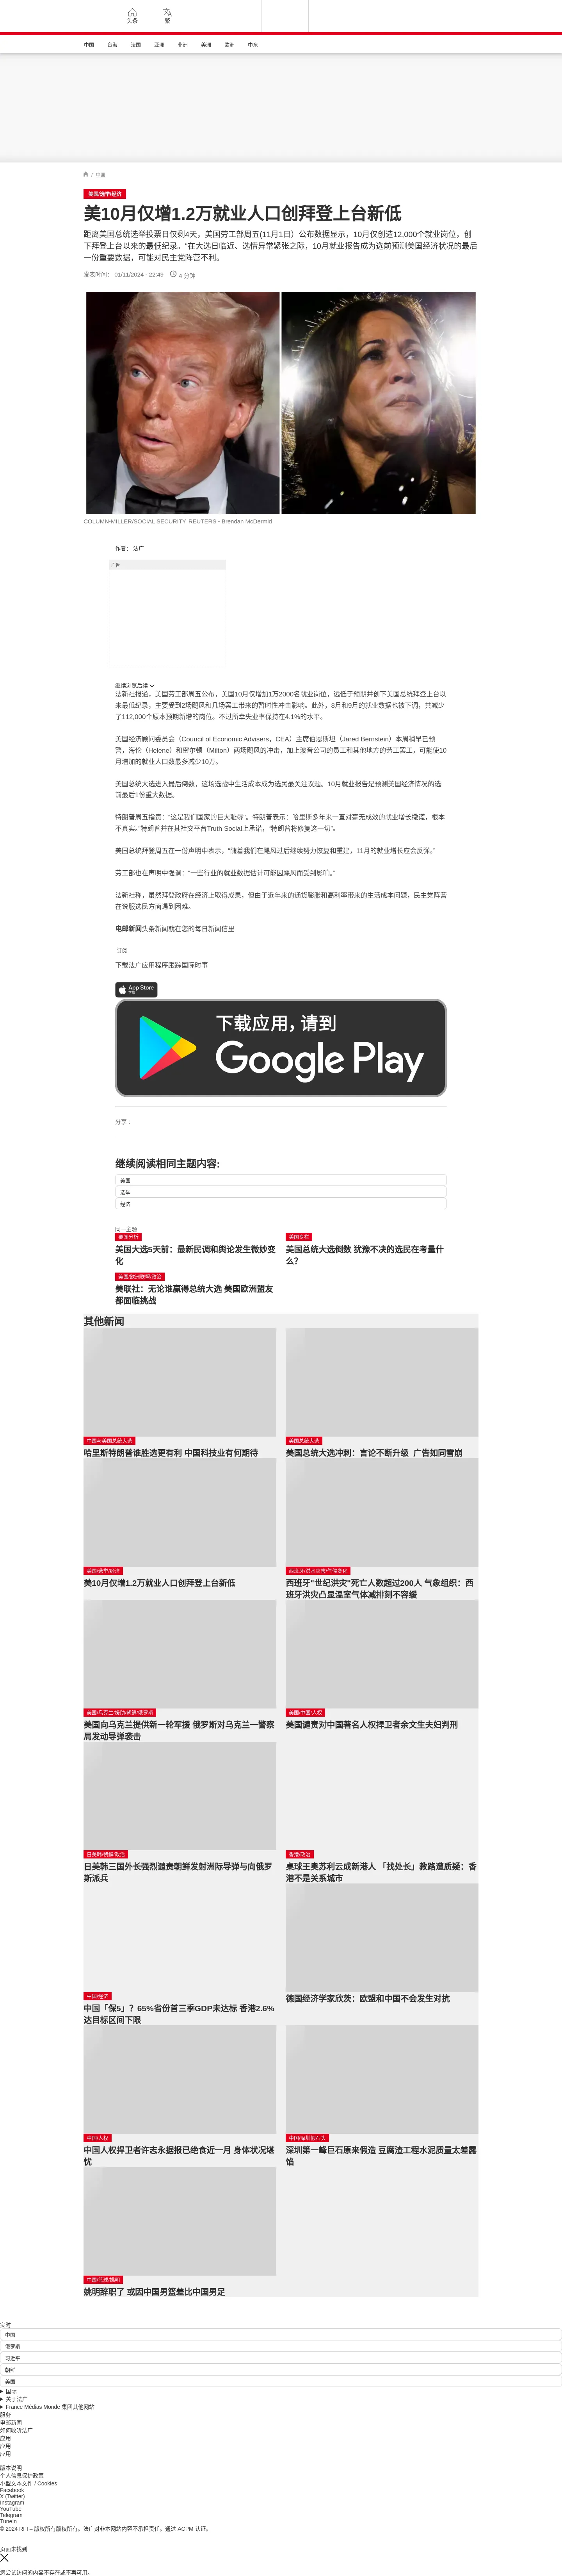 头条
繁
中国
台海
法国
亚洲
非洲
美洲
欧洲
中东
/ 中国
美国/选举/经济
美10月仅增1.2万就业人口创拜登上台新低
距离美国总统选举投票日仅剩4天，美国劳工部周五(11月1日）公布数据显示，10月仅创造12,000个就业岗位，创
下拜登上台以来的最低纪录。“在大选日临近、选情异常紧张之际，10月就业报告成为选前预测美国经济状况的最后
一份重要数据，可能对民主党阵营不利。
发表时间： 01/11/2024 - 22:49
4 分钟
COLUMN-MILLER/SOCIAL SECURITY REUTERS - Brendan McDermid
作者： 法广
广告
继续浏览后续
法新社报道，美国劳工部周五公布，美国10月仅增加1万2000名就业岗位，远低于预期并创下美国总统拜登上台以
来最低纪录，主要受到2场飓风和几场罢工带来的暂时性冲击影响。此外，8月和9月的就业数据也被下调，共减少
了112,000个原本预期新增的岗位。不过所幸失业率保持在4.1%的水平。
美国经济顾问委员会（Council of Economic Advisers，CEA）主席伯恩斯坦（Jared Bernstein）本周稍早已预
警，海伦（Helene）和密尔顿（Milton）两场飓风的冲击，加上波音公司的员工和其他地方的劳工罢工，可能使10
月增加的就业人口数最多减少10万。
美国总统大选进入最后倒数，这场选战中生活成本成为选民最关注议题。10月就业报告是预测美国经济情况的选
前最后1份重大数据。
特朗普周五指责：“这是我们国家的巨大耻辱”。特朗普表示：哈里斯多年来一直对毫无成效的就业增长撒谎，根本
不真实。”特朗普并在其社交平台Truth Social上承诺，“特朗普将修复这一切”。
美国总统拜登周五在一份声明中表示，“随着我们在飓风过后继续努力恢复和重建，11月的就业增长应会反弹。”
劳工部也在声明中强调：“一些行业的就业数据估计可能因飓风而受到影响。”
法新社称，虽然拜登政府在经济上取得成果，但由于近年来的通货膨胀和高利率带来的生活成本问题，民主党阵营
在说服选民方面遇到困难。
电邮新闻头条新闻就在您的每日新闻信里
订阅
下载法广应用程序跟踪国际时事
App Store
下载
下载应用，请到
Google Play
分享 :
继续阅读相同主题内容:
美国
选举
经济
同一主题
要闻分析
美国大选5天前：最新民调和舆论发生微妙变
化
美国专栏
美国总统大选倒数 犹豫不决的选民在考量什
么？
美国/欧洲联盟/政治
美联社：无论谁赢得总统大选 美国欧洲盟友
都面临挑战
其他新闻
中国与美国总统大选
哈里斯特朗普谁胜选更有利 中国科技业有何期待
美国总统大选
美国总统大选冲刺：言论不断升级 广告如同雪崩
美国/选举/经济
美10月仅增1.2万就业人口创拜登上台新低
西班牙/洪水灾害/气候变化
西班牙“世纪洪灾”死亡人数超过200人 气象组织：西
班牙洪灾凸显温室气体减排刻不容缓
美国/乌克兰/援助/朝鲜/俄罗斯
美国向乌克兰提供新一轮军援 俄罗斯对乌克兰一警察
局发动导弹袭击
美国/中国/人权
美国谴责对中国著名人权捍卫者余文生夫妇判刑
日美韩/朝鲜/政治
日美韩三国外长强烈谴责朝鲜发射洲际导弹与向俄罗
斯派兵
香港/政治
桌球王奥苏利云成新港人 「找处长」教路遭质疑：香
港不是关系城市
中国/经济
中国「保5」？65%省份首三季GDP未达标 香港2.6%
达目标区间下限
德国经济学家欣茨：欧盟和中国不会发生对抗
中国/人权
中国人权捍卫者许志永据报已绝食近一月 身体状况堪
忧
中国/深圳假石头
深圳第一峰巨石原来假造 豆腐渣工程水泥质量太差露
馅
中国/篮球/姚明
姚明辞职了 或因中国男篮差比中国男足
实时
中国
俄罗斯
习近平
朝鲜
美国
国际
关于法广
France Médias Monde 集团其他网站
服务
电邮新闻
如何收听法广
应用
应用
应用
版本说明
个人信息保护政策
小型文本文件 / Cookies
Facebook
X (Twitter)
Instagram
YouTube
Telegram
TuneIn
© 2024 RFI – 版权所有版权所有。法广对非本网站内容不承担责任。通过 ACPM 认证。
页面未找到
您尝试访问的内容不存在或不再可用。